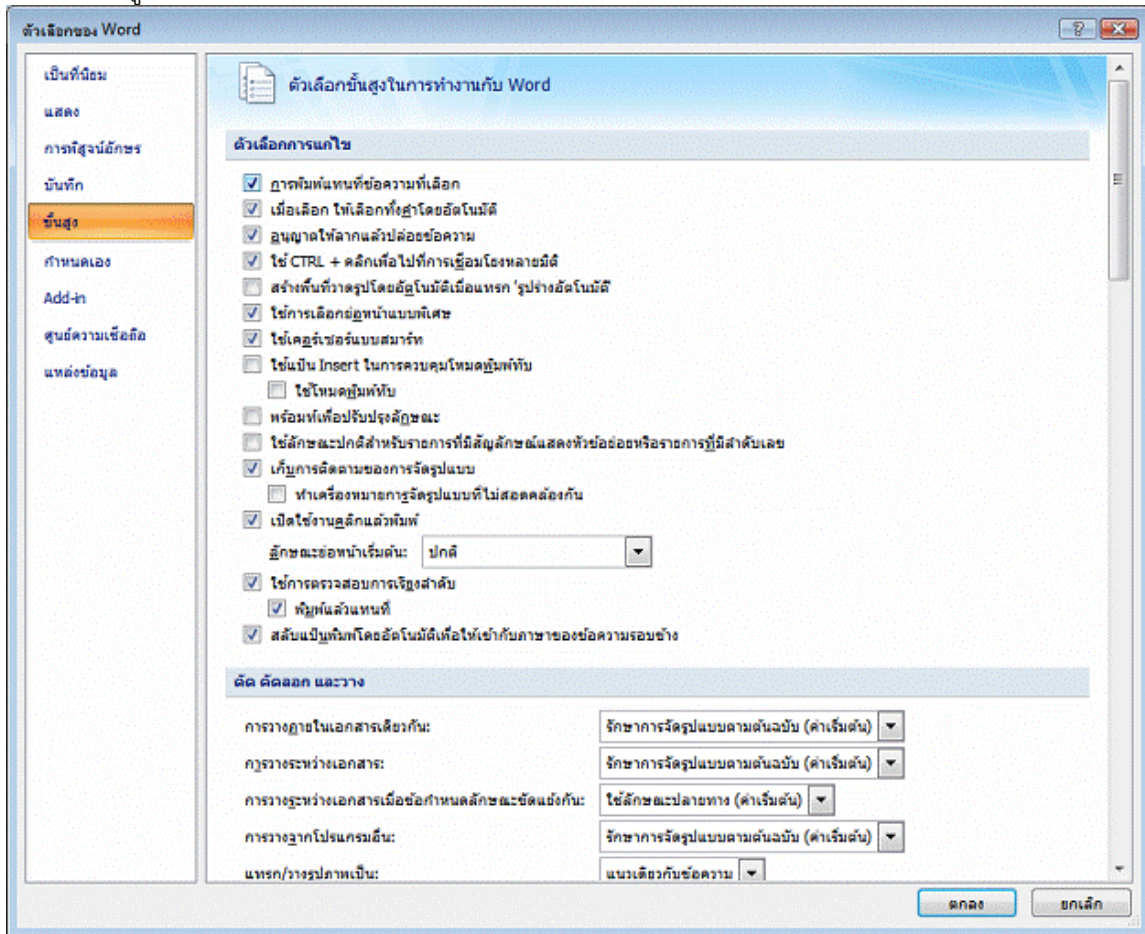 ตัวเลือกของ Word
เป็นที่นิยม
แสดง
การพิสูจน์อักษร
บันทึก
ขั้นสูง
กำหนดเอง
Add-in
ศูนย์ความเชื่อถือ
แหล่งข้อมูล
ตัวเลือกขั้นสูงในการทำงานกับ Word
ตัวเลือกการแก้ไข
การพิมพ์แทนที่ข้อความที่เลือก
เมื่อเลือก ให้เลือกทั้งคำโดยอัตโนมัติ
อนุญาตให้ลากแล้วปล่อยข้อความ
ใช้ CTRL + คลิกเพื่อไปที่การเชื่อมโยงหลายมิติ
สร้างพื้นที่วาดรูปโดยอัตโนมัติเมื่อแทรก 'รูปร่างอัตโนมัติ'
ใช้การเลือกย่อหน้าแบบพิเศษ
ใช้เคอร์เซอร์แบบสมาร์ท
ใช้แป้น Insert ในการควบคุมโหมดพิมพ์ทับ
ใช้โหมดพิมพ์ทับ
พร้อมท์เพื่อปรับปรุงลักษณะ
ใช้ลักษณะปกติสำหรับรายการที่มีสัญลักษณ์แสดงหัวข้อย่อยหรือรายการที่มีลำดับเลข
เก็บการติดตามของการจัดรูปแบบ
ทำเครื่องหมายการจัดรูปแบบที่ไม่สอดคล้องกัน
เปิดใช้งานคลิกแล้วพิมพ์
ลักษณะย่อหน้าเริ่มต้น: ปกติ
ใช้การตรวจสอบการเรียงลำดับ
พิมพ์แล้วแทนที่
สลับแป้นพิมพ์โดยอัตโนมัติเพื่อให้เข้ากับภาษาของข้อความรอบข้าง
ตัด คัดลอก และวาง
การวางภายในเอกสารเดียวกัน: รักษาการจัดรูปแบบตามต้นฉบับ (ค่าเริ่มต้น)
การวางระหว่างเอกสาร: รักษาการจัดรูปแบบตามต้นฉบับ (ค่าเริ่มต้น)
การวางระหว่างเอกสารเมื่อข้อกำหนดลักษณะขัดแย้งกัน: ใช้ลักษณะปลายทาง (ค่าเริ่มต้น)
การวางจากโปรแกรมอื่น: รักษาการจัดรูปแบบตามต้นฉบับ (ค่าเริ่มต้น)
แทรก/วางรูปภาพเป็น: แนวเดียวกับข้อความ
ตกลง ยกเลิก